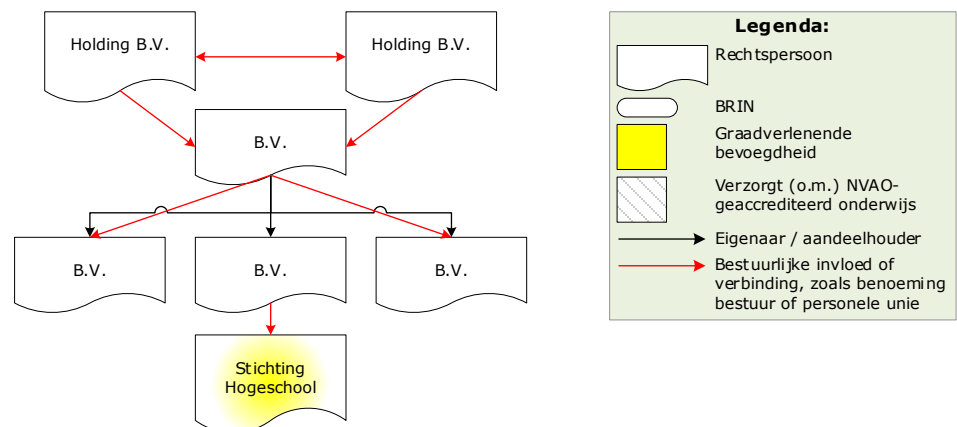 Holding B.V.
Holding B.V.
B.V.
B.V.
B.V.
B.V.
Stichting
Hogeschool
Legenda:
Rechtspersoon
BRIN
Graadverlenende
bevoegdheid
Verzorgt (o.m.) NVAO-
geaccrediteerd onderwijs
Eigenaar / aandeelhouder
Bestuurlijke invloed of
verbinding, zoals benoeming
bestuur of personele unie